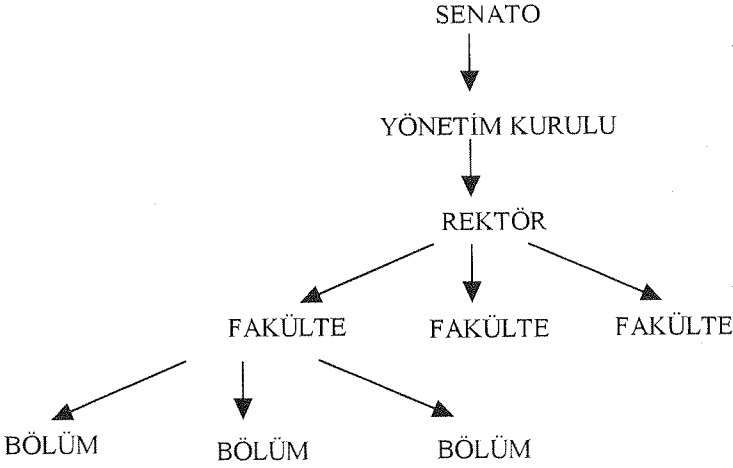 SENATO
YÖNETİM KURULU
REKTÖR
FAKÜLTE FAKÜLTE FAKÜLTE
BÖLÜM BÖLÜM BÖLÜM